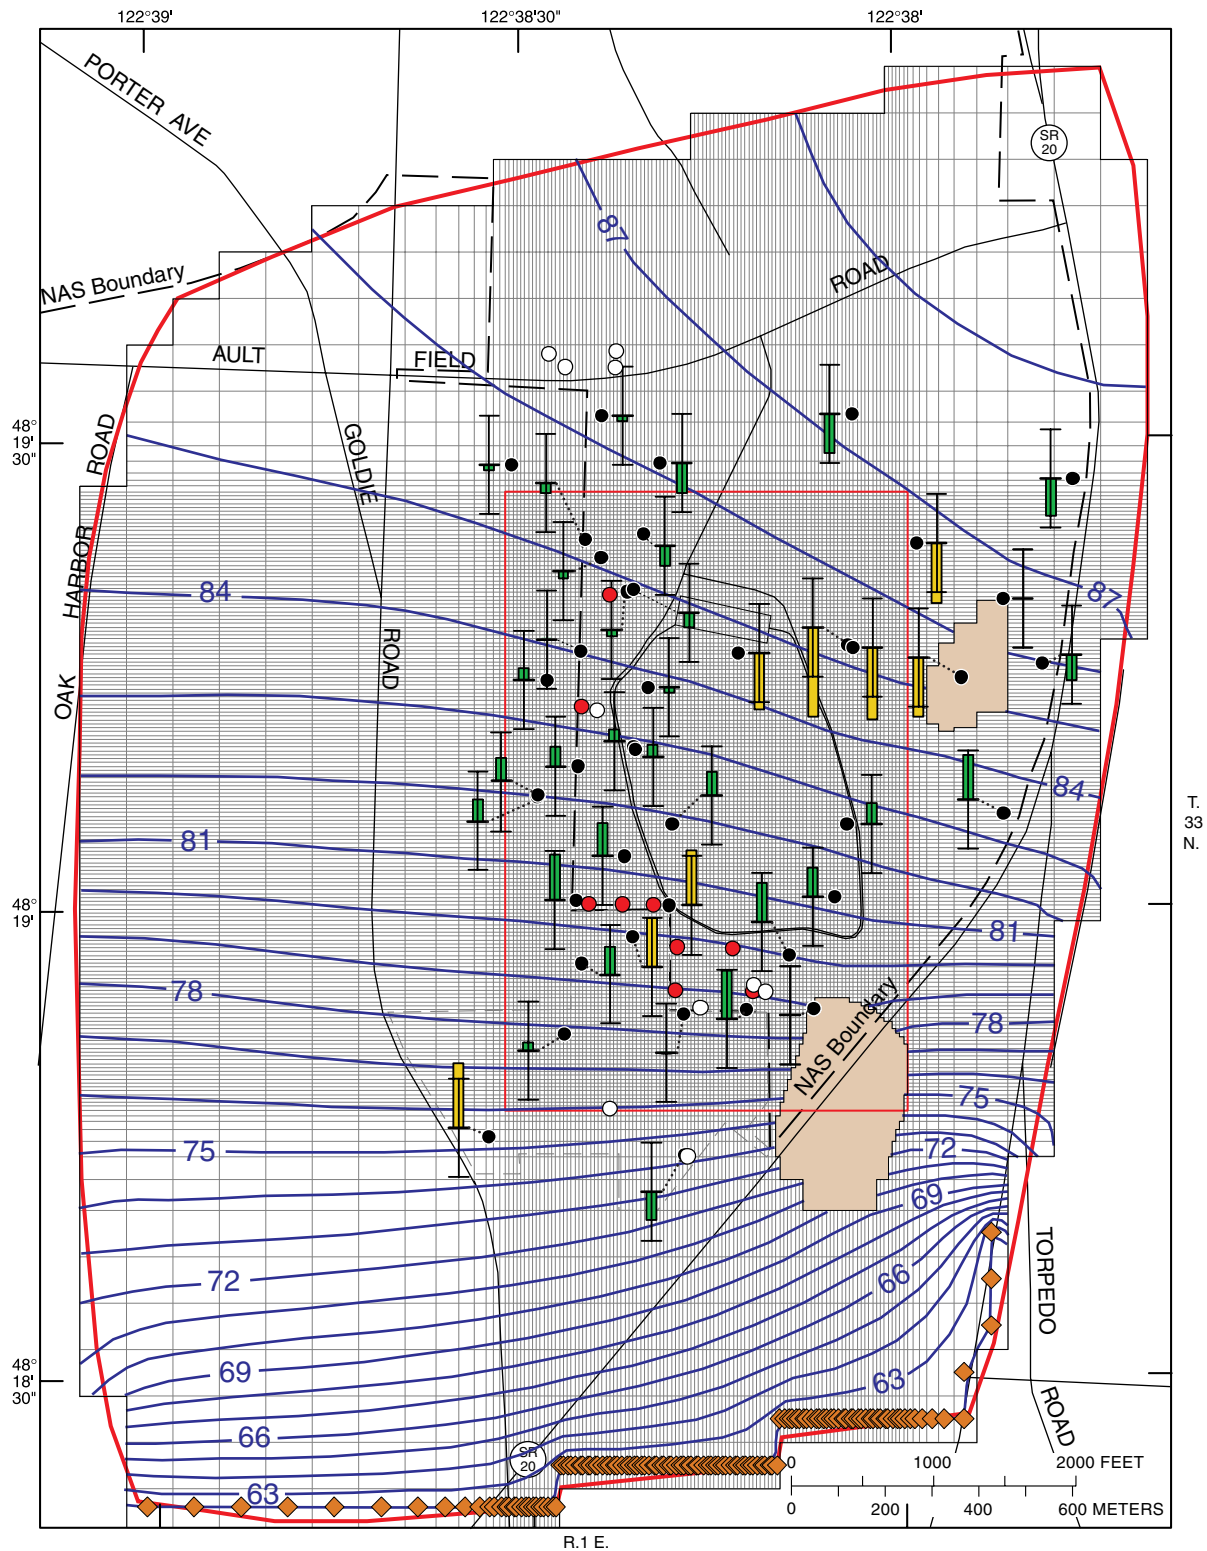 122°39'
122°38'30"
122°38'
PORTER AVE
SR
20
87
NAS Boundary
ROAD
AULT
FIELD
48°
19'
30"
ROAD
GOLDIE
HARBOR
84
87
ROAD
OAK
84
T.
33
N.
81
48°
19'
81
78
NAS Boundary
78
75
75
72
69
TORPEDO
72
66
48°
18'
30"
69
63
ROAD
66
SR
20
0 1000 2000 FEET
63
0 200 400 600 METERS
R.1 E.